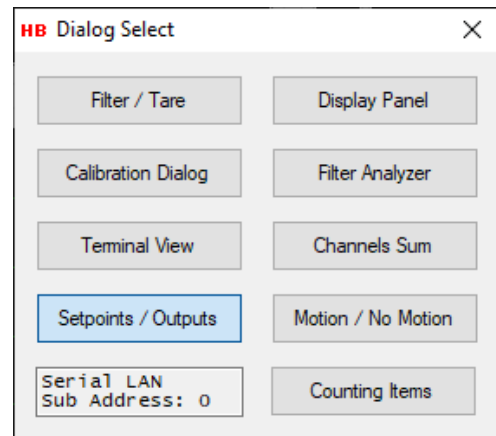 HB Dialog Select
Filter / Tare
Display Panel
Calibration Dialog
Filter Analyzer
Terminal View
Channels Sum
Setpoints / Outputs
Motion / No Motion
Serial LAN
Sub Address: 0
Counting Items